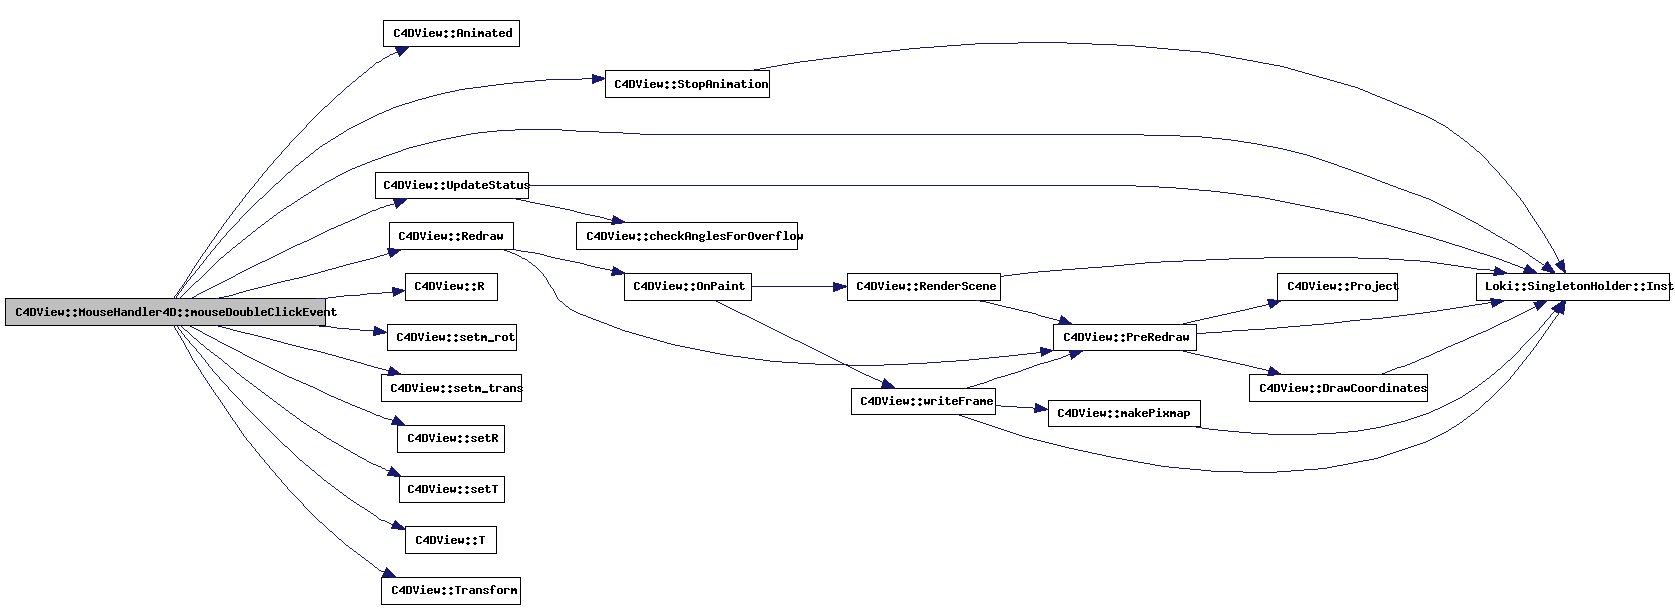 C4DView::Animated
C4DView::StopAnimation
C4DView::UpdateStatus
C4DView::Redraw
C4DView::checkAnglesForOverflow
C4DView::R
C4DView::OnPaint
C4DView::RenderScene
C4DView::Project
Loki::SingletonHolder::Inst
C4DView::MouseHandler4D::mouseDoubleClickEvent
C4DView::setm_rot
C4DView::PreRedraw
C4DView::setm_trans
C4DView::DrawCoordinates
C4DView::writeFrame
C4DView::makePixmap
C4DView::setR
C4DView::setT
C4DView::T
C4DView::Transform